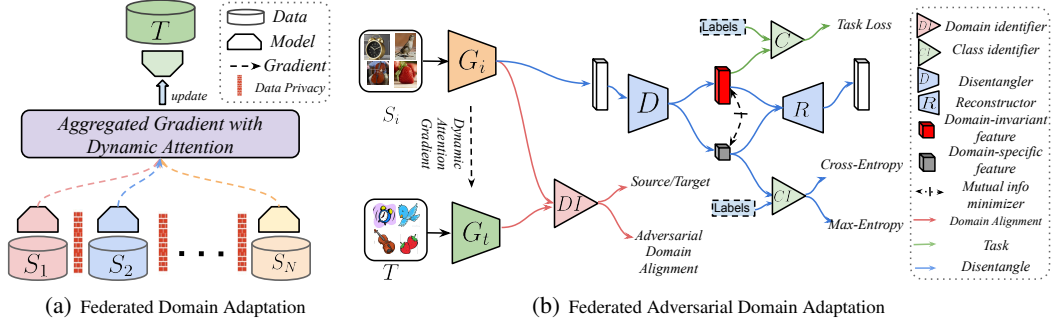 T
update
Aggregated Gradient with
Dynamic Attention
S1
S2
SN
Data
Model
Gradient
Data Privacy
(a) Federated Domain Adaptation
Si
Gi
Dynamic
Attention
Gradient
T
Gt
DI
Source/Target
Adversarial
Domain
Alignment
D
Labels
C
Task Loss
R
Labels
CI
Cross-Entropy
Max-Entropy
DI
Domain identifier
CI
Class identifier
D
Disentangler
R
Reconstructor
Domain-invariant
feature
Domain-specific
feature
Mutual info
minimizer
Domain Alignment
Task
Disentangle
(b) Federated Adversarial Domain Adaptation